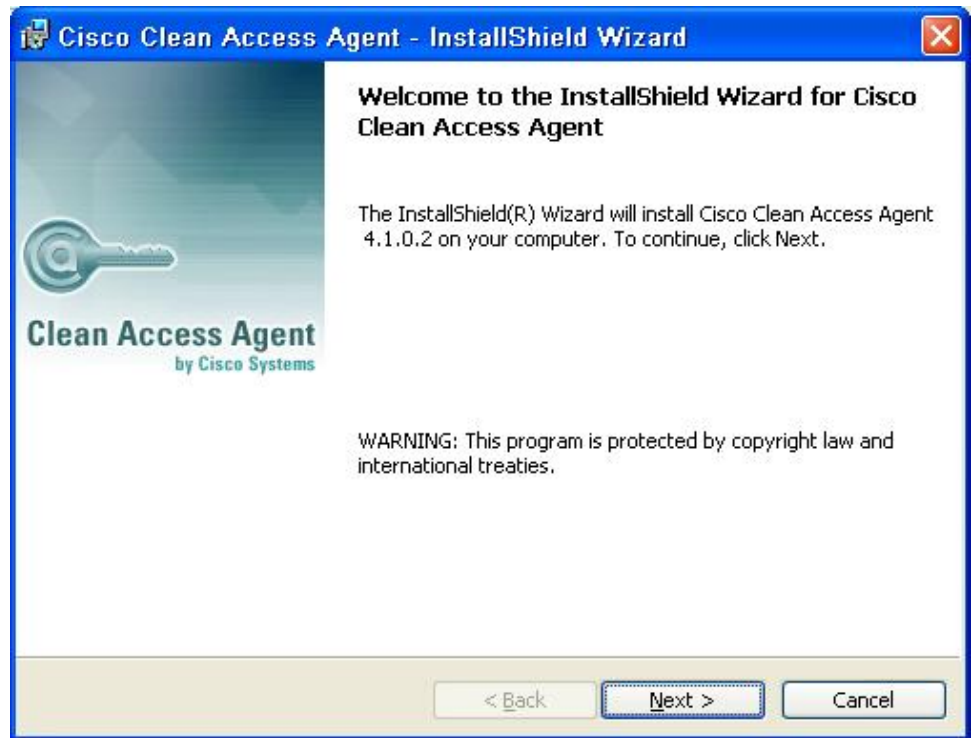 Cisco Clean Access Agent - InstallShield Wizard
Welcome to the InstallShield Wizard for Cisco
Clean Access Agent
The InstallShield(R) Wizard will install Cisco Clean Access Agent
4.1.0.2 on your computer. To continue, click Next.
Clean Access Agent
by Cisco Systems
WARNING: This program is protected by copyright law and
international treaties.
< Back
Next >
Cancel